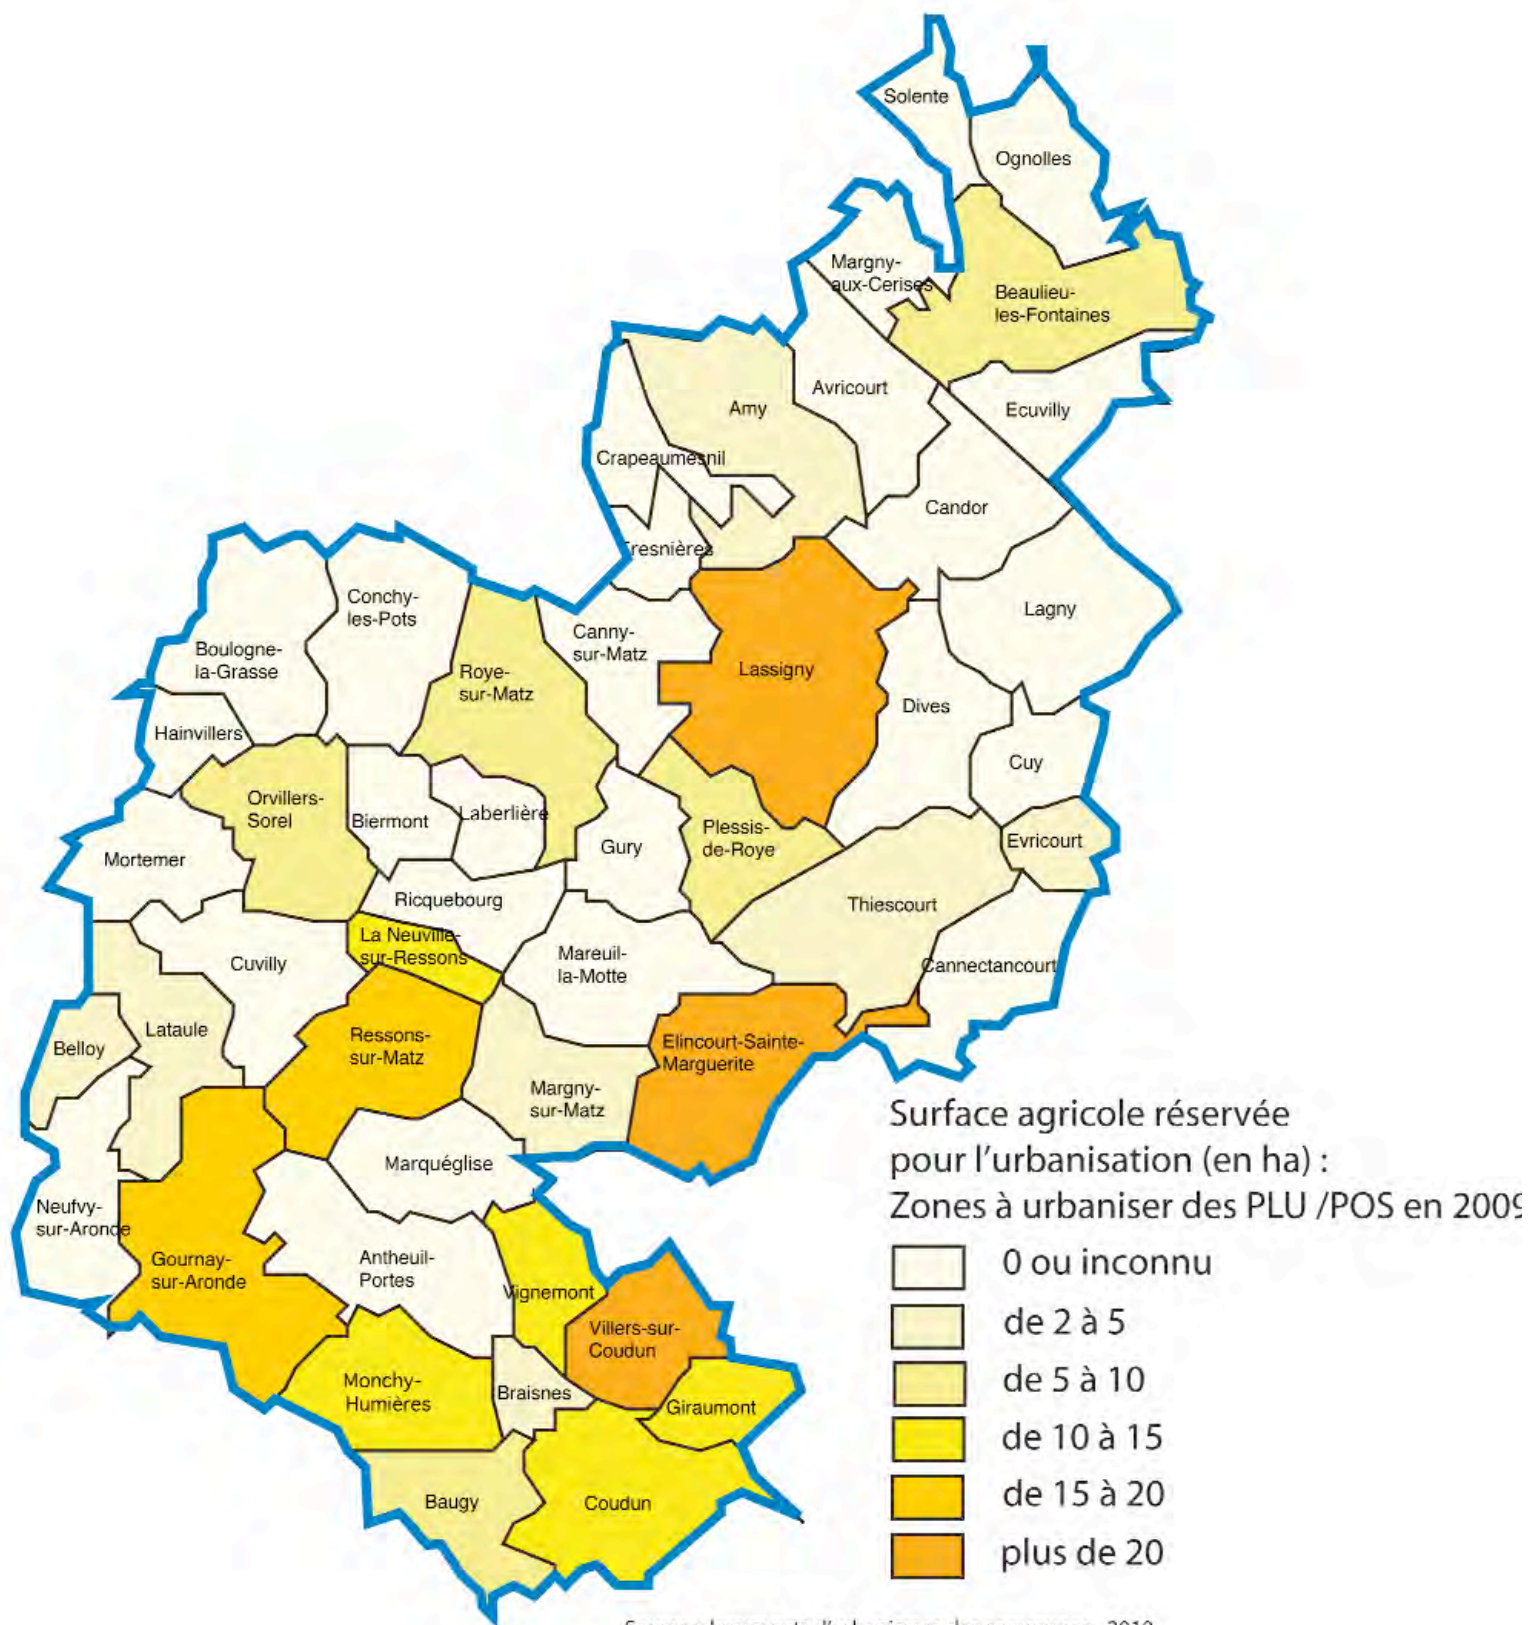 Solente
Ognolles
Margny-
aux-Cerises
Beaulieu-
les-Fontaines
Avricourt
Amy
Ecuvilly
Crapeaumesnil
Candor
resnières
Lagny
Conchy-
les-Pots
Canny-
sur-Matz
Boulogne-
la-Grasse
Roye-
sur-Matz
Lassigny
Dives
Hainvillers
Cuy
Orvillers-
Sorel
Biermont
Laberlière
Plessis-
de-Roye
Evricourt
Gury
Mortemer
Ricquebourg
Thiescourt
La Neuville-
sur-Ressons
Cuvilly
Mareuil-
la-Motte
Cannectancourt
Lataule
Belloy
Ressons-
sur-Matz
Elincourt-Sainte-
Marguerite
Margny-
sur-Matz
Marquéglise
Neufvy-
sur-Aronde
Gournay-
sur-Aronde
Antheuil-
Portes
Vignemont
Villers-sur-
Coudun
Monchy-
Humières
Braisnes
Giraumont
Baugy
Coudun
Surface agricole réservée
pour l'urbanisation (en ha) :
Zones à urbaniser des PLU /POS en 2009
0 ou inconnu
de 2 à 5
de 5 à 10
de 10 à 15
de 15 à 20
plus de 20